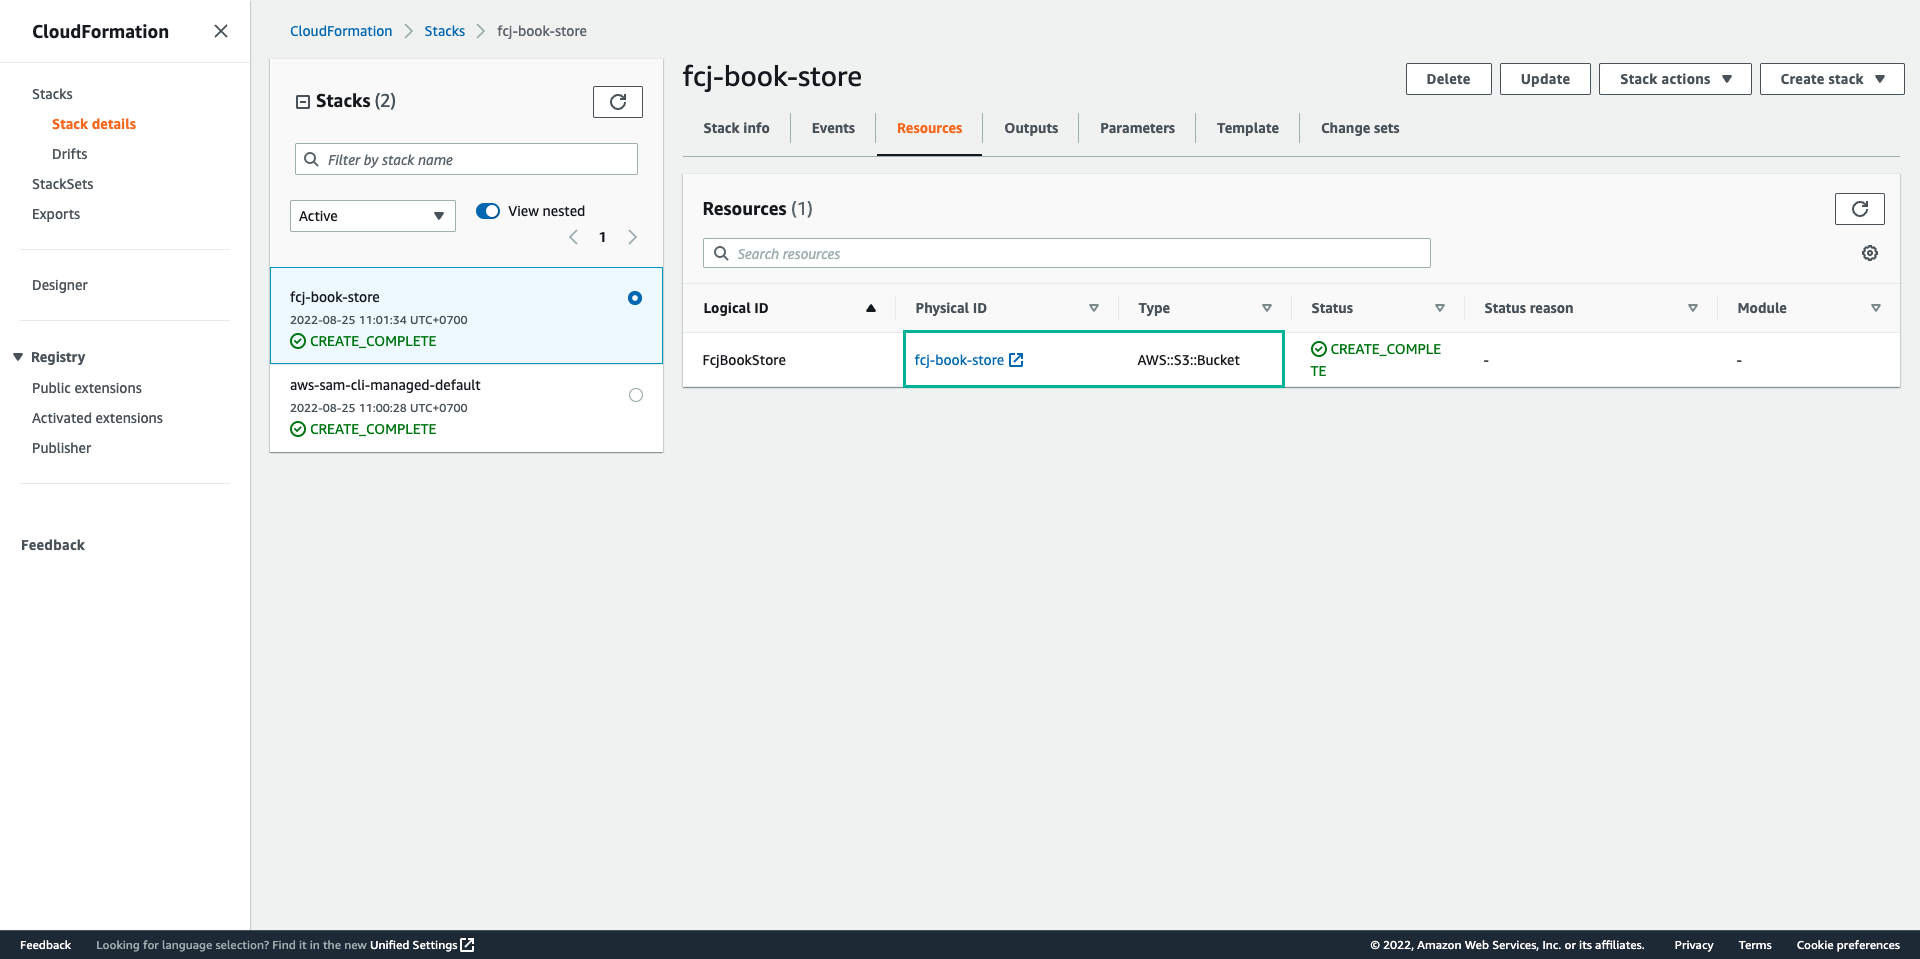 CloudFormation
Stacks
Stack details
Drifts
StackSets
Exports
Designer
Registry
Public extensions
Activated extensions
Publisher
Feedback
CloudFormation Stacks fcj-book-store
Stacks (2)
Filter by stack name
Active
View nested
1
fcj-book-store
2022-08-25 11:01:34 UTC+0700
CREATE_COMPLETE
aws-sam-cli-managed-default
2022-08-25 11:00:28 UTC+0700
CREATE_COMPLETE
fcj-book-store
Delete Update Stack actions Create stack
Stack info Events Resources Outputs Parameters Template Change sets
Resources (1)
Search resources
Logical ID Physical ID Type Status Status reason Module
FcjBookStore fcj-book-store AWS::S3::Bucket CREATE_COMPLE - -
TE
Feedback Looking for language selection? Find it in the new Unified Settings © 2022, Amazon Web Services, Inc. or its affiliates. Privacy Terms Cookie preferences